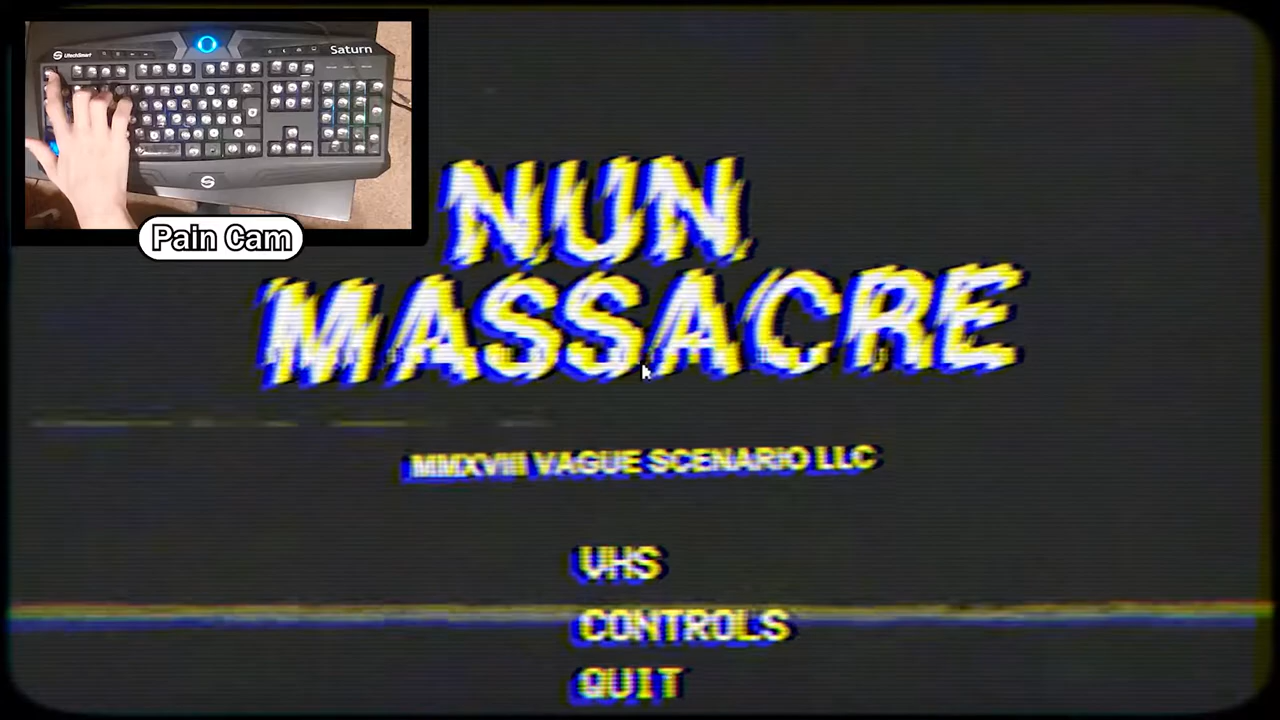 UtechSmart
Saturn
Pain Cam
NUN
MASSACRE
MMXVIII VAGUE SCENARIO LLC
VHS
CONTROLS
QUIT